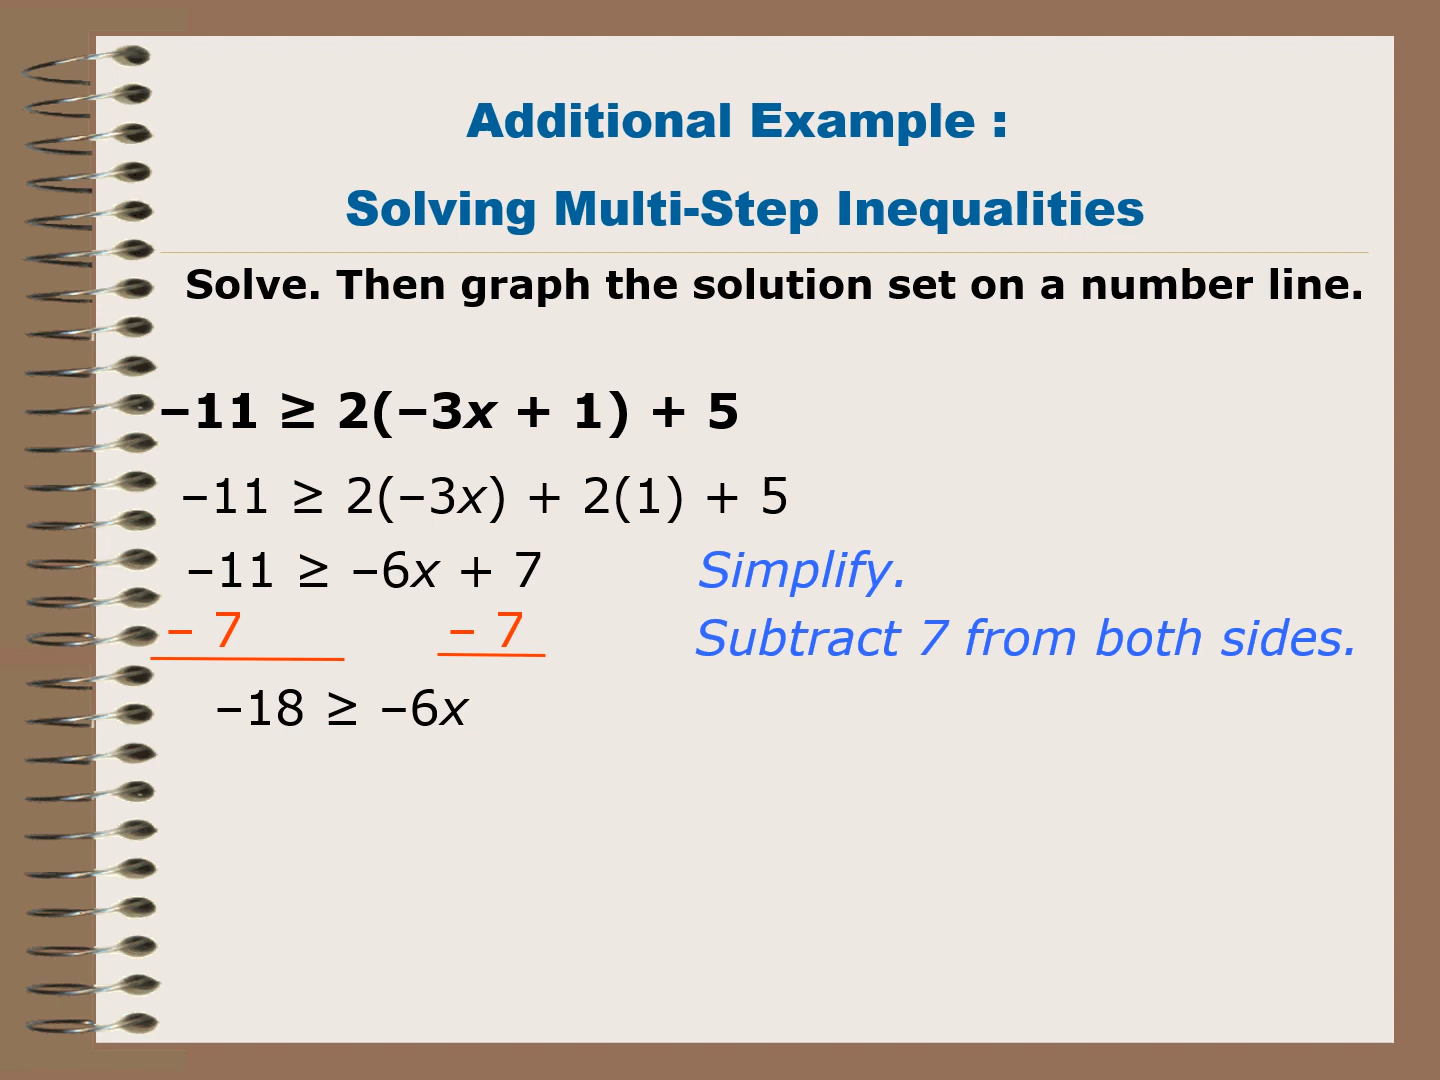 Additional Example :
Solving Multi-Step Inequalities
Solve. Then graph the solution set on a number line.
–11 ≥ 2(–3x + 1) + 5
–11 ≥ 2(–3x) + 2(1) + 5
–11 ≥ –6x + 7 Simplify.
– 7 – 7 Subtract 7 from both sides.
–18 ≥ –6x